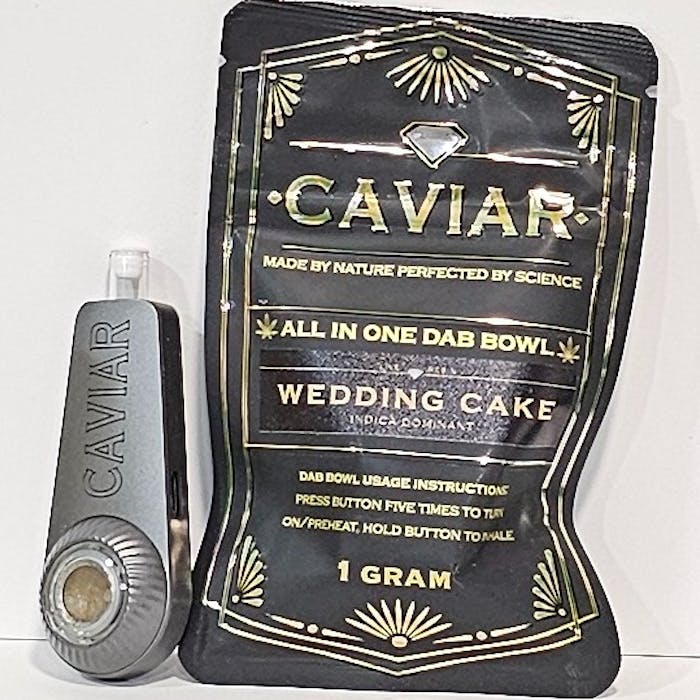 CAVIAR
CAVIAR
MADE BY NATURE PERFECTED BY SCIENCE
ALL IN ONE DAB BOWL
WEDDING CAKE
INDICA DOMINANT
DAB BOWL USAGE INSTRUCTIONS
PRESS BUTTON FIVE TIMES TO TURN
ON/PREHEAT, HOLD BUTTON TO INHALE
1 GRAM